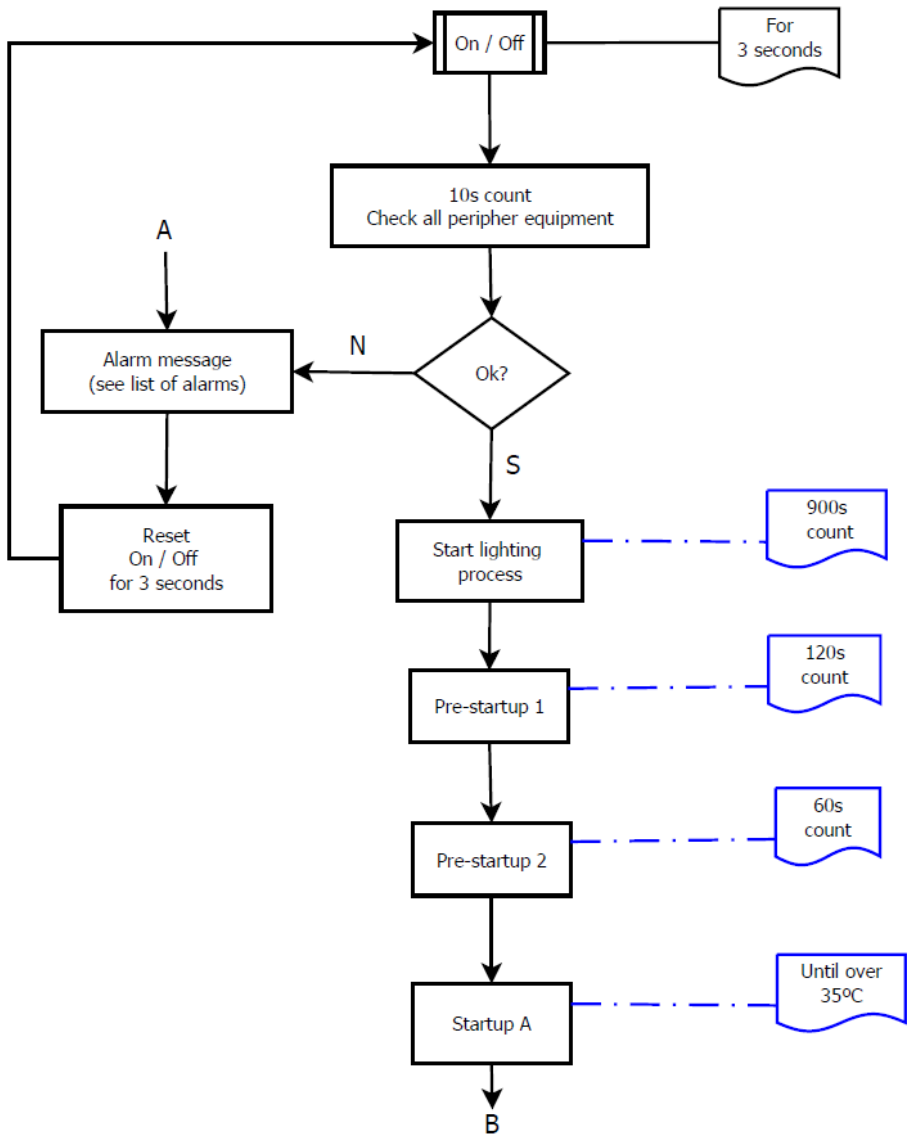 On / Off
For
3 seconds
10s count
Check all peripher equipment
A
Alarm message
(see list of alarms)
N
Ok?
S
Reset
On / Off
for 3 seconds
Start lighting
process
900s
count
Pre-startup 1
120s
count
Pre-startup 2
60s
count
Startup A
Until over
35ºC
B